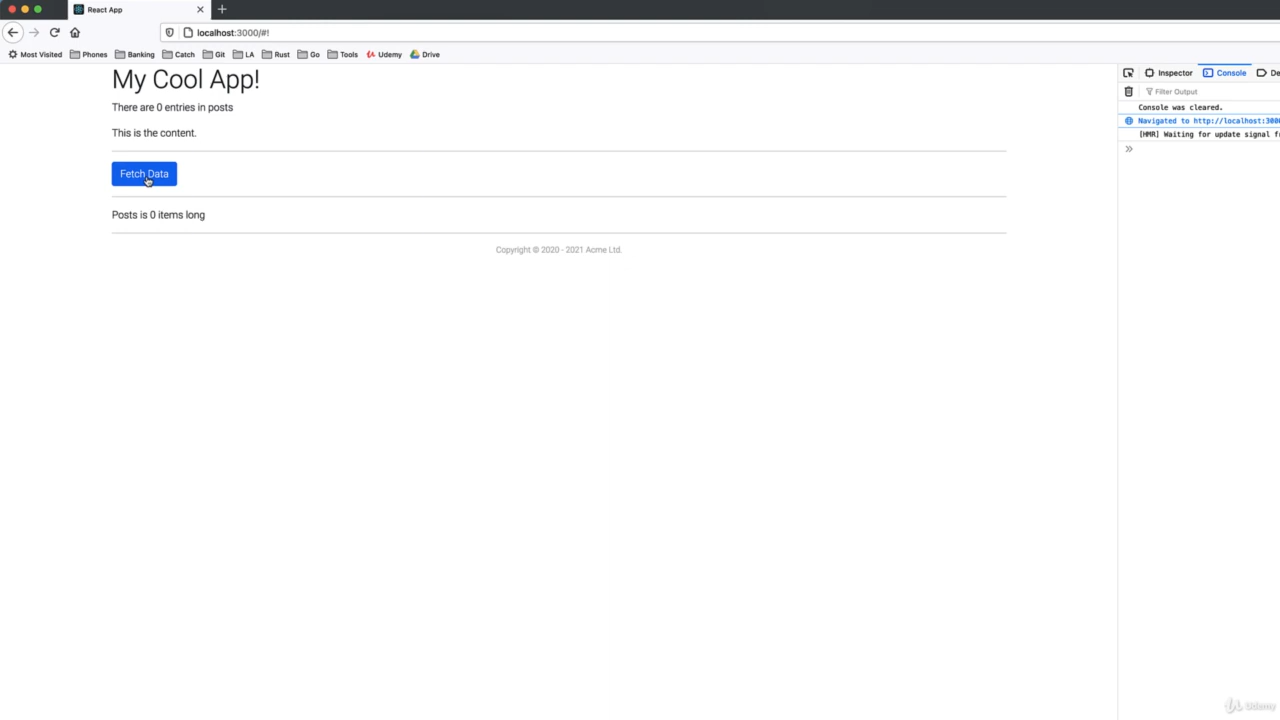 React App
localhost:3000/#!
Most Visited Phones Banking Catch Git LA Rust Go Tools Udemy Drive
Inspector Console De
Filter Output
My Cool App!
There are 0 entries in posts
This is the content.
Fetch Data
Posts is 0 items long
Copyright © 2020 - 2021 Acme Ltd.
Console was cleared.
Navigated to http://localhost:300
[HMR] Waiting for update signal f
Udemy